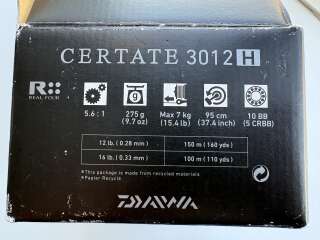 CERTATE 3012 H
R::
REAL FOUR
g
5.6 : 1
275 g
(9.7 oz)
Max 7 kg
(15.4 lb)
95 cm
(37.4 inch)
10 BB
(5 CRBB)
12 lb. ( 0.28 mm )
150 m ( 160 yds )
16 lb. ( 0.33 mm )
100 m ( 110 yds )
*This package is made from recycled materials
*Papier Recyclé
DAIWA